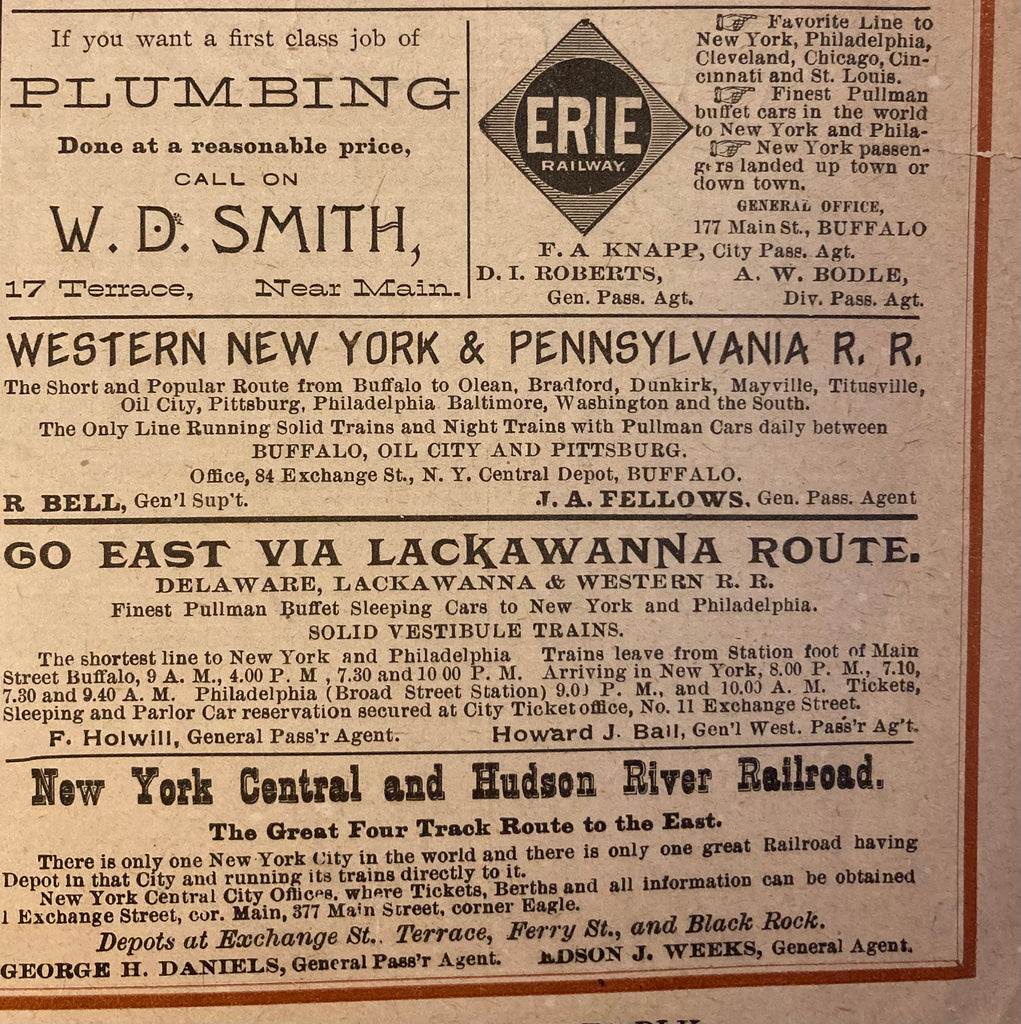 If you want a first class job of
PLUMBING
Done at a reasonable price,
CALL ON
W. D. SMITH,
17 Terrace, Near Main.
ERIE
RAILWAY.
Favorite Line to
New York, Philadelphia,
Cleveland, Chicago, Cin-
cinnati and St. Louis.
Finest Pullman
buffet cars in the world
to New York and Phila-
New York passen-
gers landed up town or
down town.
GENERAL OFFICE,
177 Main St., BUFFALO
F. A KNAPP, City Pass. Agt.
D. I. ROBERTS, A. W. BODLE,
Gen. Pass. Agt. Div. Pass. Agt.
WESTERN NEW YORK & PENNSYLVANIA R. R.
The Short and Popular Route from Buffalo to Olean, Bradford, Dunkirk, Mayville, Titusville,
Oil City, Pittsburg, Philadelphia Baltimore, Washington and the South.
The Only Line Running Solid Trains and Night Trains with Pullman Cars daily between
BUFFALO, OIL CITY AND PITTSBURG.
Office, 84 Exchange St., N. Y. Central Depot, BUFFALO.
R BELL, Gen'l Sup't. J. A. FELLOWS, Gen. Pass. Agent
GO EAST VIA LACKAWANNA ROUTE.
DELAWARE, LACKAWANNA & WESTERN R. R.
Finest Pullman Buffet Sleeping Cars to New York and Philadelphia.
SOLID VESTIBULE TRAINS.
The shortest line to New York and Philadelphia Trains leave from Station foot of Main
Street Buffalo, 9 A. M., 4.00 P. M , 7.30 and 10 00 P. M. Arriving in New York, 8.00 P. M., 7.10,
7.30 and 9.40 A. M. Philadelphia (Broad Street Station) 9.00 P. M., and 10.00 A. M. Tickets,
Sleeping and Parlor Car reservation secured at City Ticket office, No. 11 Exchange Street.
F. Holwill, General Pass'r Agent. Howard J. Ball, Gen'l West. Pass'r Ag't.
New York Central and Hudson River Railroad.
The Great Four Track Route to the East.
There is only one New York City in the world and there is only one great Railroad having
Depot in that City and running its trains directly to it.
New York Central City Offices, where Tickets, Berths and all information can be obtained
1 Exchange Street, cor. Main, 377 Main Street, corner Eagle.
Depots at Exchange St., Terrace, Ferry St., and Black Rock.
GEORGE H. DANIELS, General Pass'r Agent. EDSON J. WEEKS, General Agent.